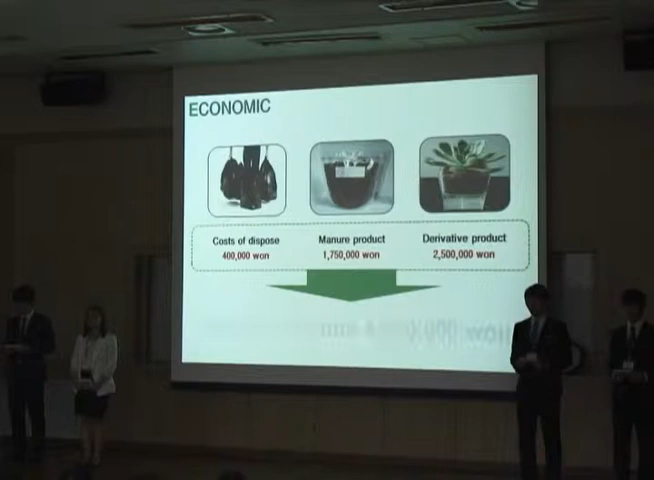 ECONOMIC
Costs of dispose
400,000 won
Manure product
1,750,000 won
Derivative product
2,500,000 won